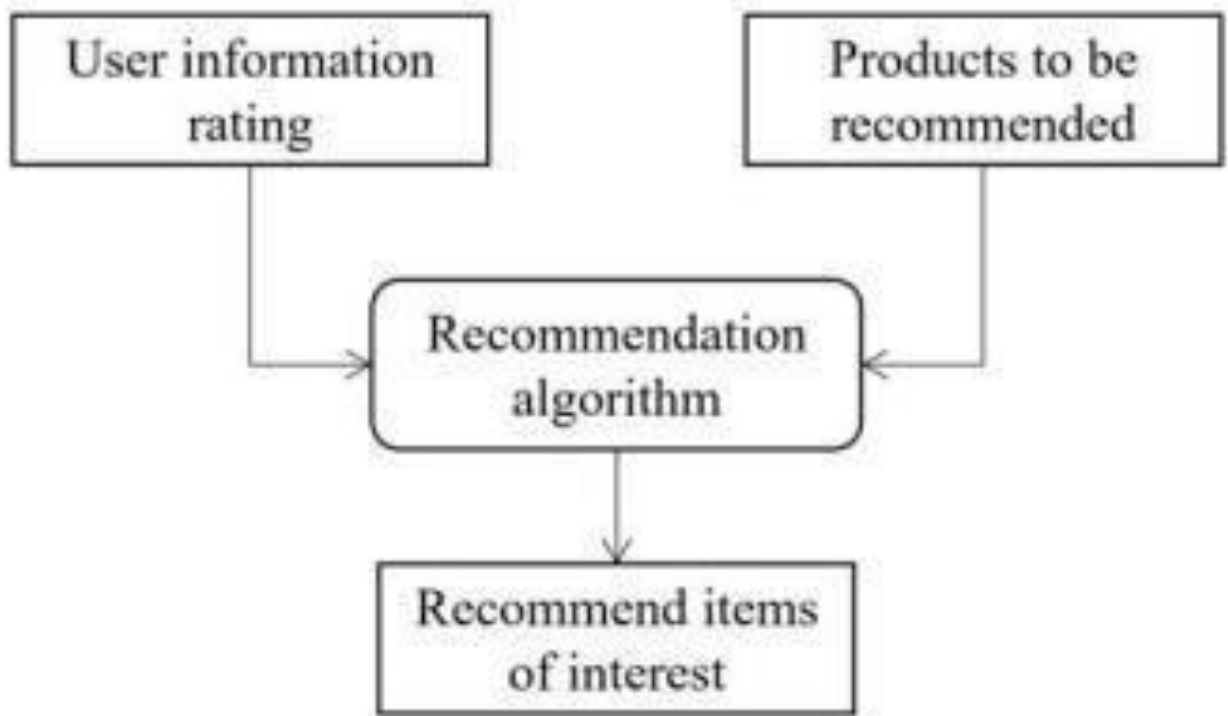 User information
rating
Products to be
recommended
Recommendation
algorithm
Recommend items
of interest